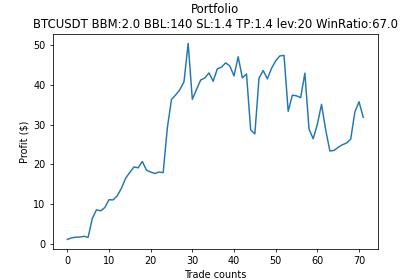 Portfolio
BTCUSDT BBM:2.0 BBL:140 SL:1.4 TP:1.4 lev:20 WinRatio:67.0
Profit ($)
50
40
30
20
10
0
0 10 20 30 40 50 60 70
Trade counts